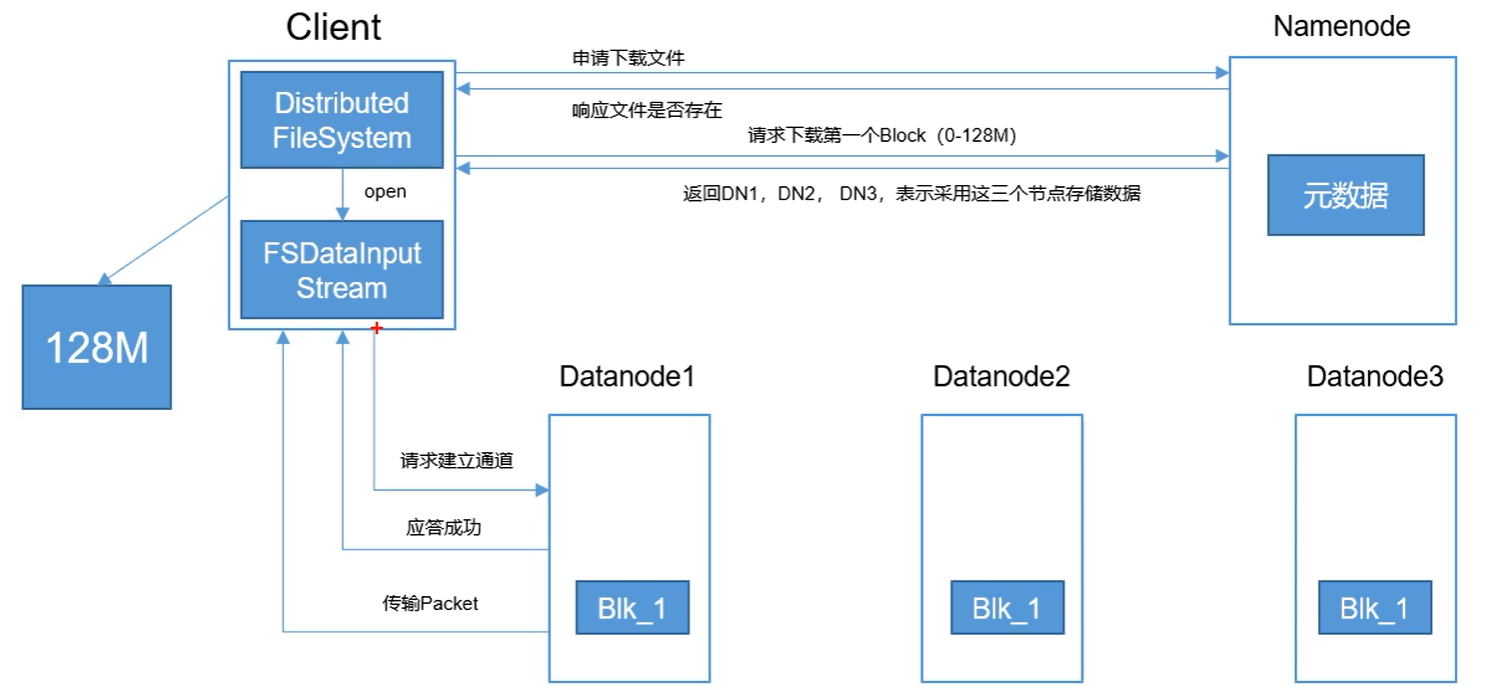 Client
Namenode
申请下载文件
Distributed
FileSystem
响应文件是否存在
请求下载第一个Block（0-128M）
open
返回DN1，DN2， DN3，表示采用这三个节点存储数据
元数据
FSDataInput
Stream
128M
Datanode1
Datanode2
Datanode3
请求建立通道
应答成功
传输Packet
Blk_1
Blk_1
Blk_1